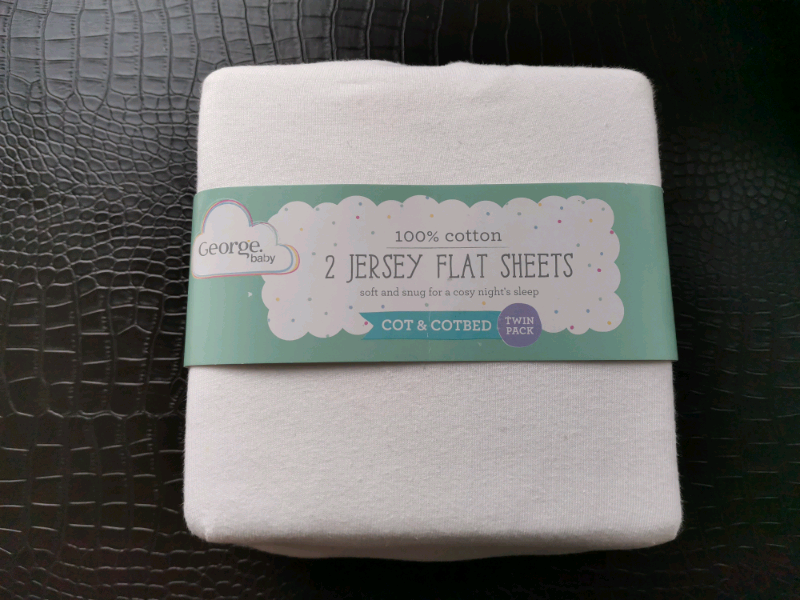 George.
baby
100% cotton
2 JERSEY FLAT SHEETS
soft and snug for a cosy night's sleep
COT & COTBED
TWIN
PACK